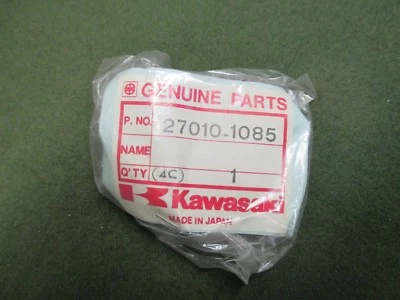 GENUINE PARTS
P. NO. 27010-1085
NAME
Q'TY 4C 1
Kawasaki
MADE IN JAPAN